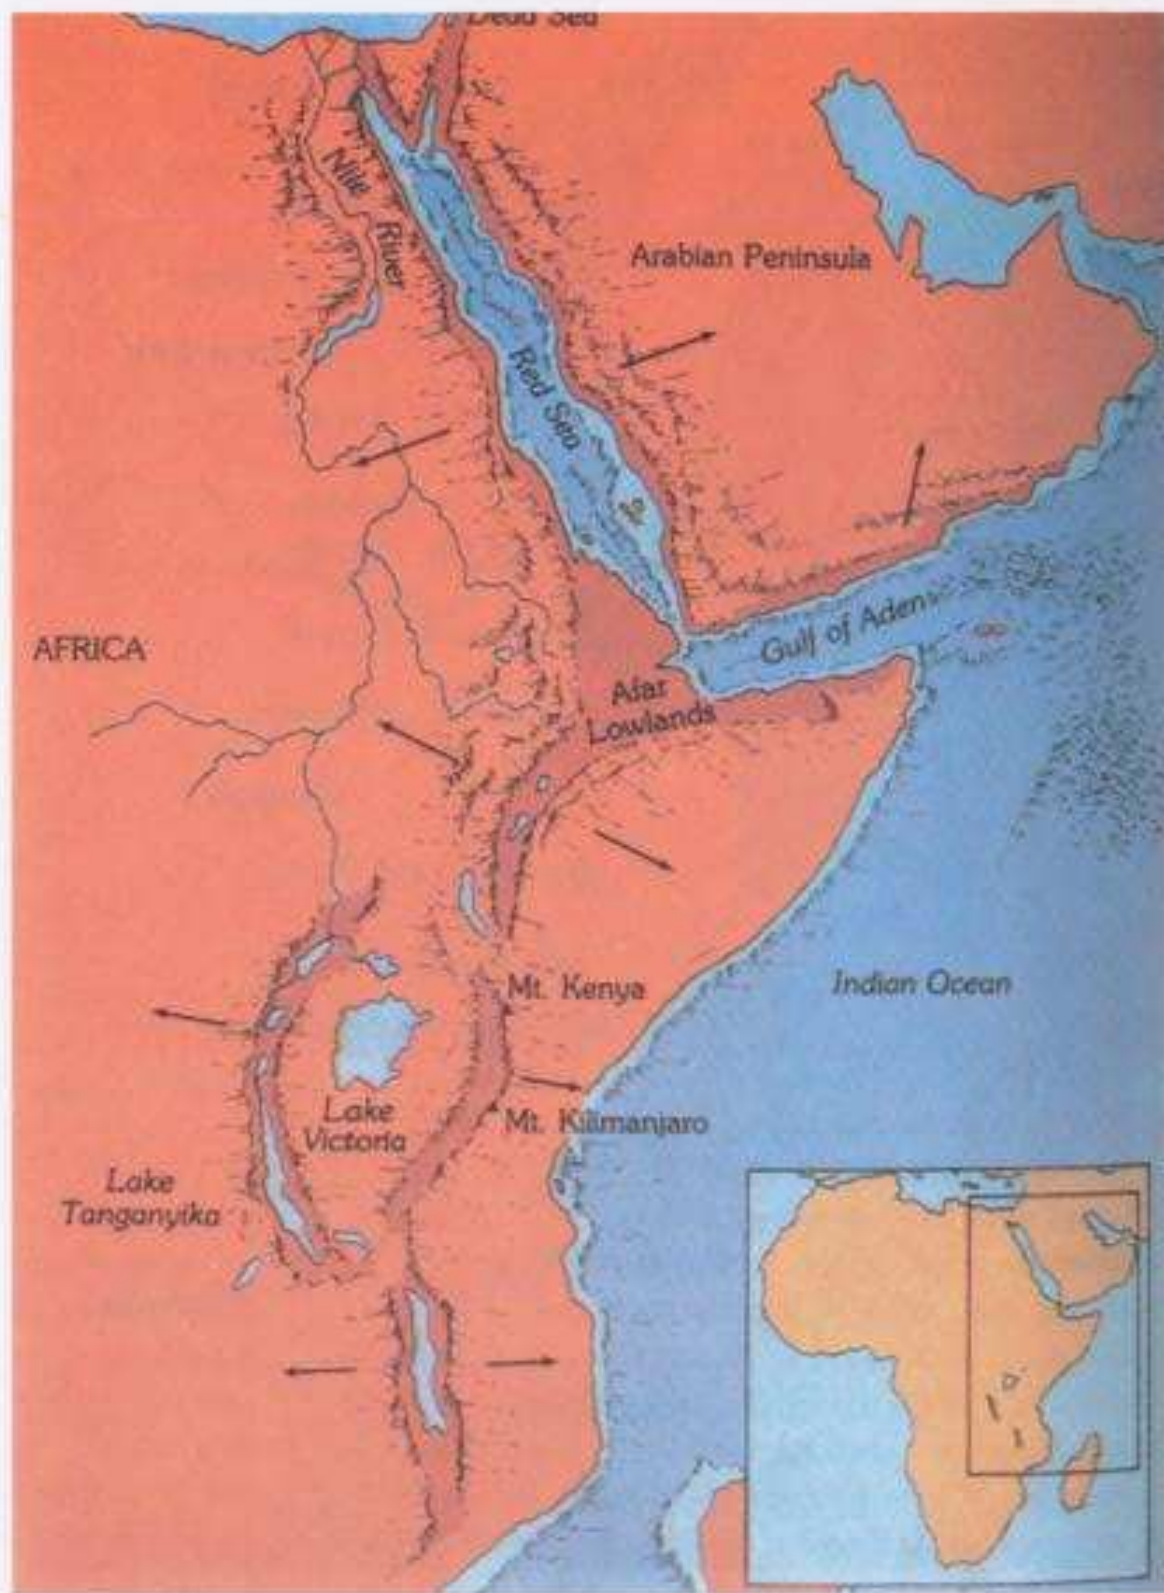 Dead Sea
Nile
River
Arabian Peninsula
Red Sea
Gulf of Aden
AFRICA
Afar
Lowlands
Mt. Kenya
Indian Ocean
Lake
Victoria
Mt. Kilimanjaro
Lake
Tanganyika